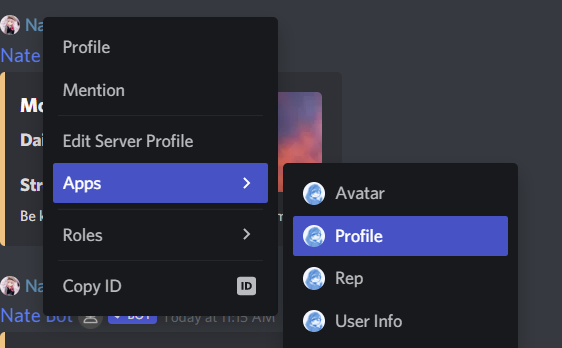 Na
Nate
Mo
Dai
Str
Be k
m
Profile
Mention
Edit Server Profile
Apps
Roles
Copy ID
ID
Avatar
Profile
Rep
User Info
Na
Nate Bot BOT Today at 11:15 AM